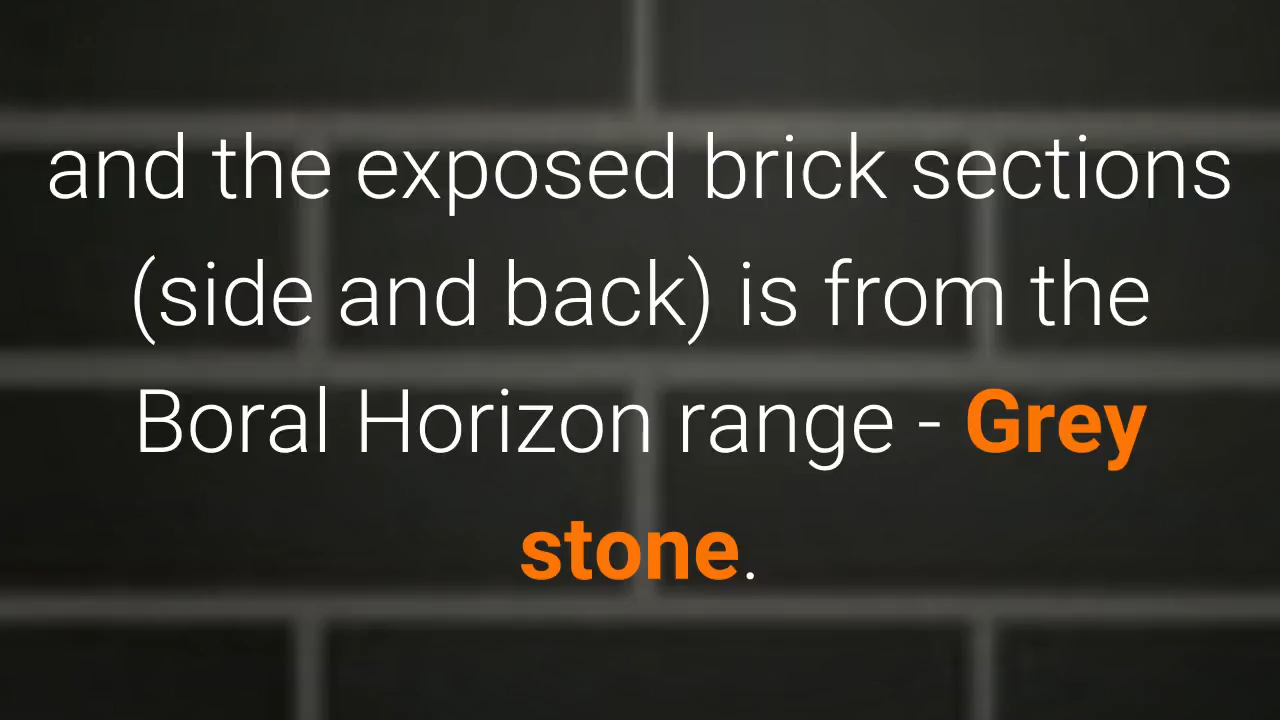 and the exposed brick sections
(side and back) is from the
Boral Horizon range - Grey
stone.